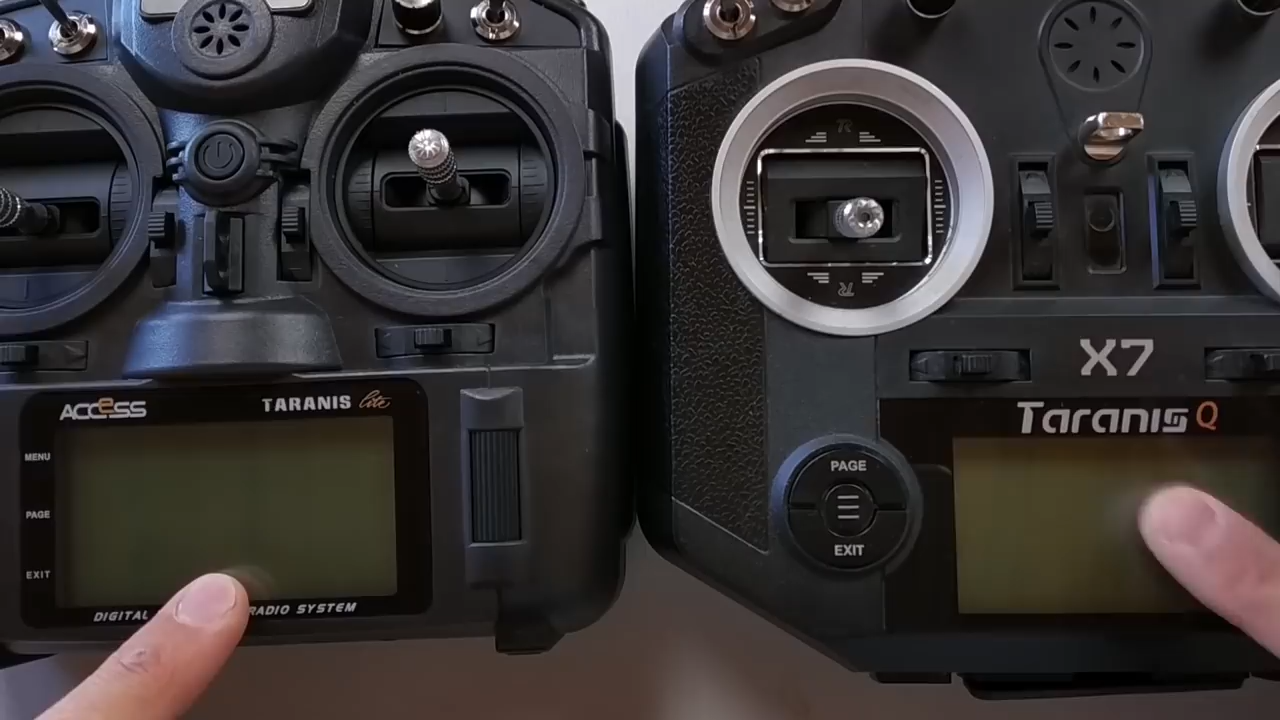 ACCESS
TARANIS lite
MENU
PAGE
EXIT
DIGITAL
RADIO SYSTEM
X7
Taranis Q
PAGE
EXIT